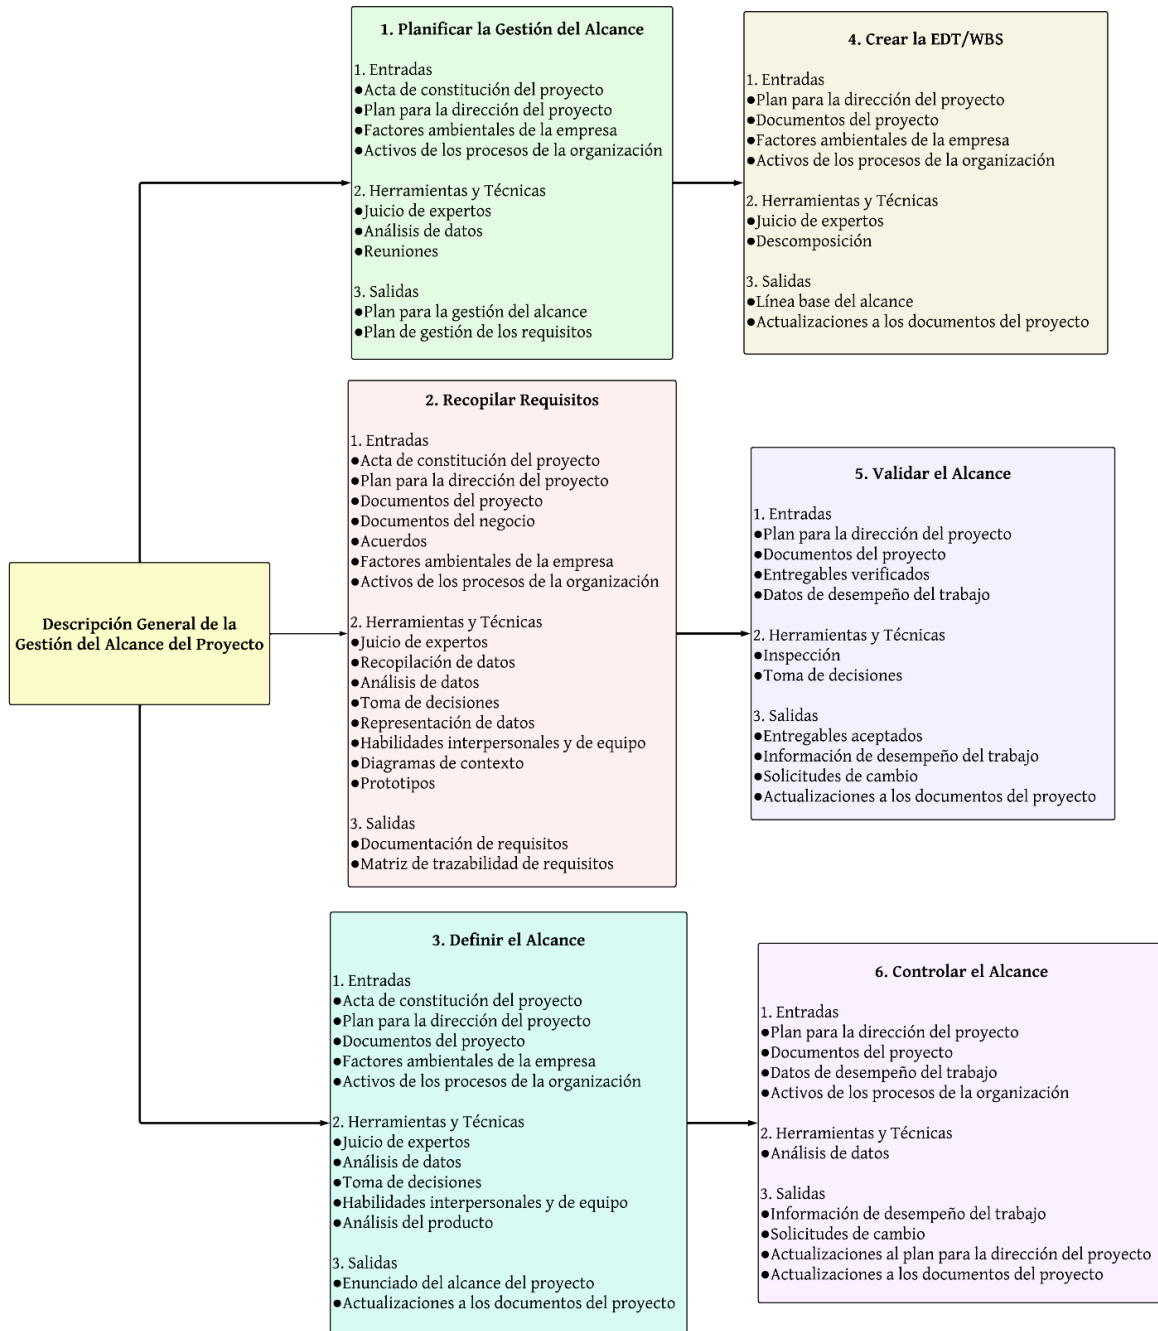 Descripción General de la
Gestión del Alcance del Proyecto
1. Planificar la Gestión del Alcance
1. Entradas
●Acta de constitución del proyecto
●Plan para la dirección del proyecto
●Factores ambientales de la empresa
●Activos de los procesos de la organización
2. Herramientas y Técnicas
●Juicio de expertos
●Análisis de datos
●Reuniones
3. Salidas
●Plan para la gestión del alcance
●Plan de gestión de los requisitos
2. Recopilar Requisitos
1. Entradas
●Acta de constitución del proyecto
●Plan para la dirección del proyecto
●Documentos del proyecto
●Documentos del negocio
●Acuerdos
●Factores ambientales de la empresa
●Activos de los procesos de la organización
2. Herramientas y Técnicas
●Juicio de expertos
●Recopilación de datos
●Análisis de datos
●Toma de decisiones
●Representación de datos
●Habilidades interpersonales y de equipo
●Diagramas de contexto
●Prototipos
3. Salidas
●Documentación de requisitos
●Matriz de trazabilidad de requisitos
3. Definir el Alcance
1. Entradas
●Acta de constitución del proyecto
●Plan para la dirección del proyecto
●Documentos del proyecto
●Factores ambientales de la empresa
●Activos de los procesos de la organización
2. Herramientas y Técnicas
●Juicio de expertos
●Análisis de datos
●Toma de decisiones
●Habilidades interpersonales y de equipo
●Análisis del producto
3. Salidas
●Enunciado del alcance del proyecto
●Actualizaciones a los documentos del proyecto
4. Crear la EDT/WBS
1. Entradas
●Plan para la dirección del proyecto
●Documentos del proyecto
●Factores ambientales de la empresa
●Activos de los procesos de la organización
2. Herramientas y Técnicas
●Juicio de expertos
●Descomposición
3. Salidas
●Línea base del alcance
●Actualizaciones a los documentos del proyecto
5. Validar el Alcance
1. Entradas
●Plan para la dirección del proyecto
●Documentos del proyecto
●Entregables verificados
●Datos de desempeño del trabajo
2. Herramientas y Técnicas
●Inspección
●Toma de decisiones
3. Salidas
●Entregables aceptados
●Información de desempeño del trabajo
●Solicitudes de cambio
●Actualizaciones a los documentos del proyecto
6. Controlar el Alcance
1. Entradas
●Plan para la dirección del proyecto
●Documentos del proyecto
●Datos de desempeño del trabajo
●Activos de los procesos de la organización
2. Herramientas y Técnicas
●Análisis de datos
3. Salidas
●Información de desempeño del trabajo
●Solicitudes de cambio
●Actualizaciones al plan para la dirección del proyecto
●Actualizaciones a los documentos del proyecto